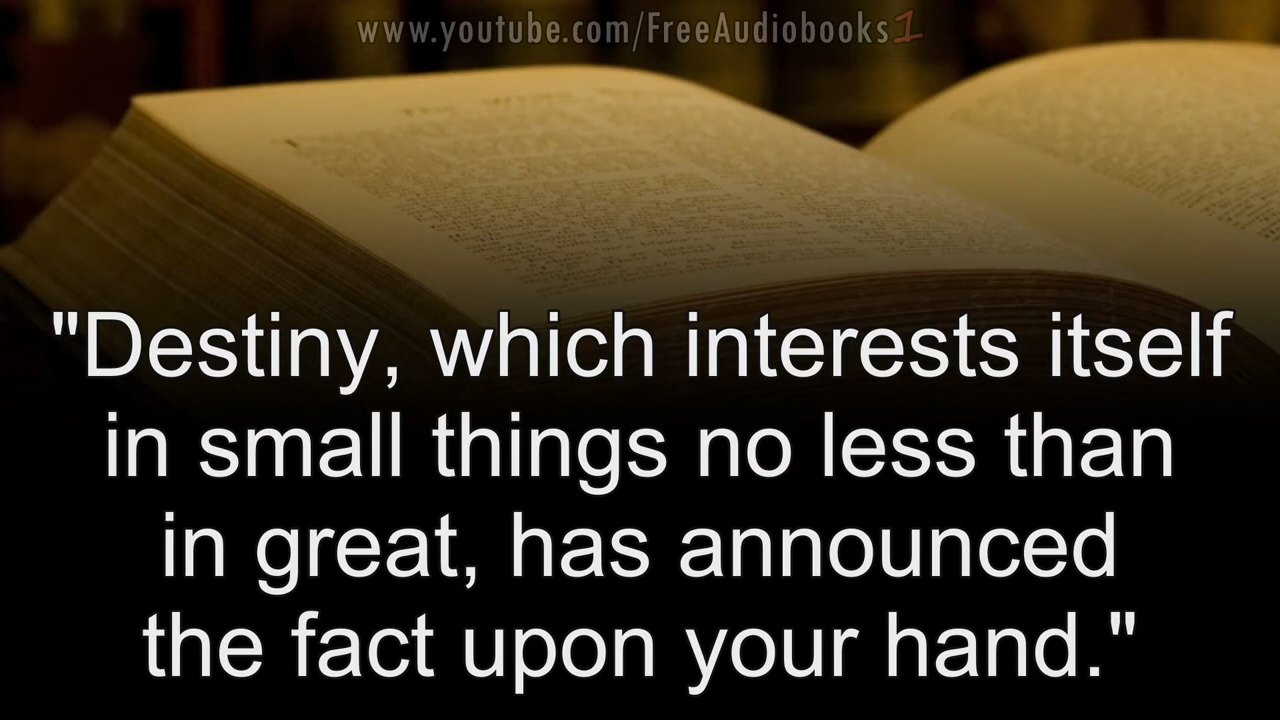 www.youtube.com/FreeAudiobooks1
"Destiny, which interests itself
in small things no less than
in great, has announced
the fact upon your hand."